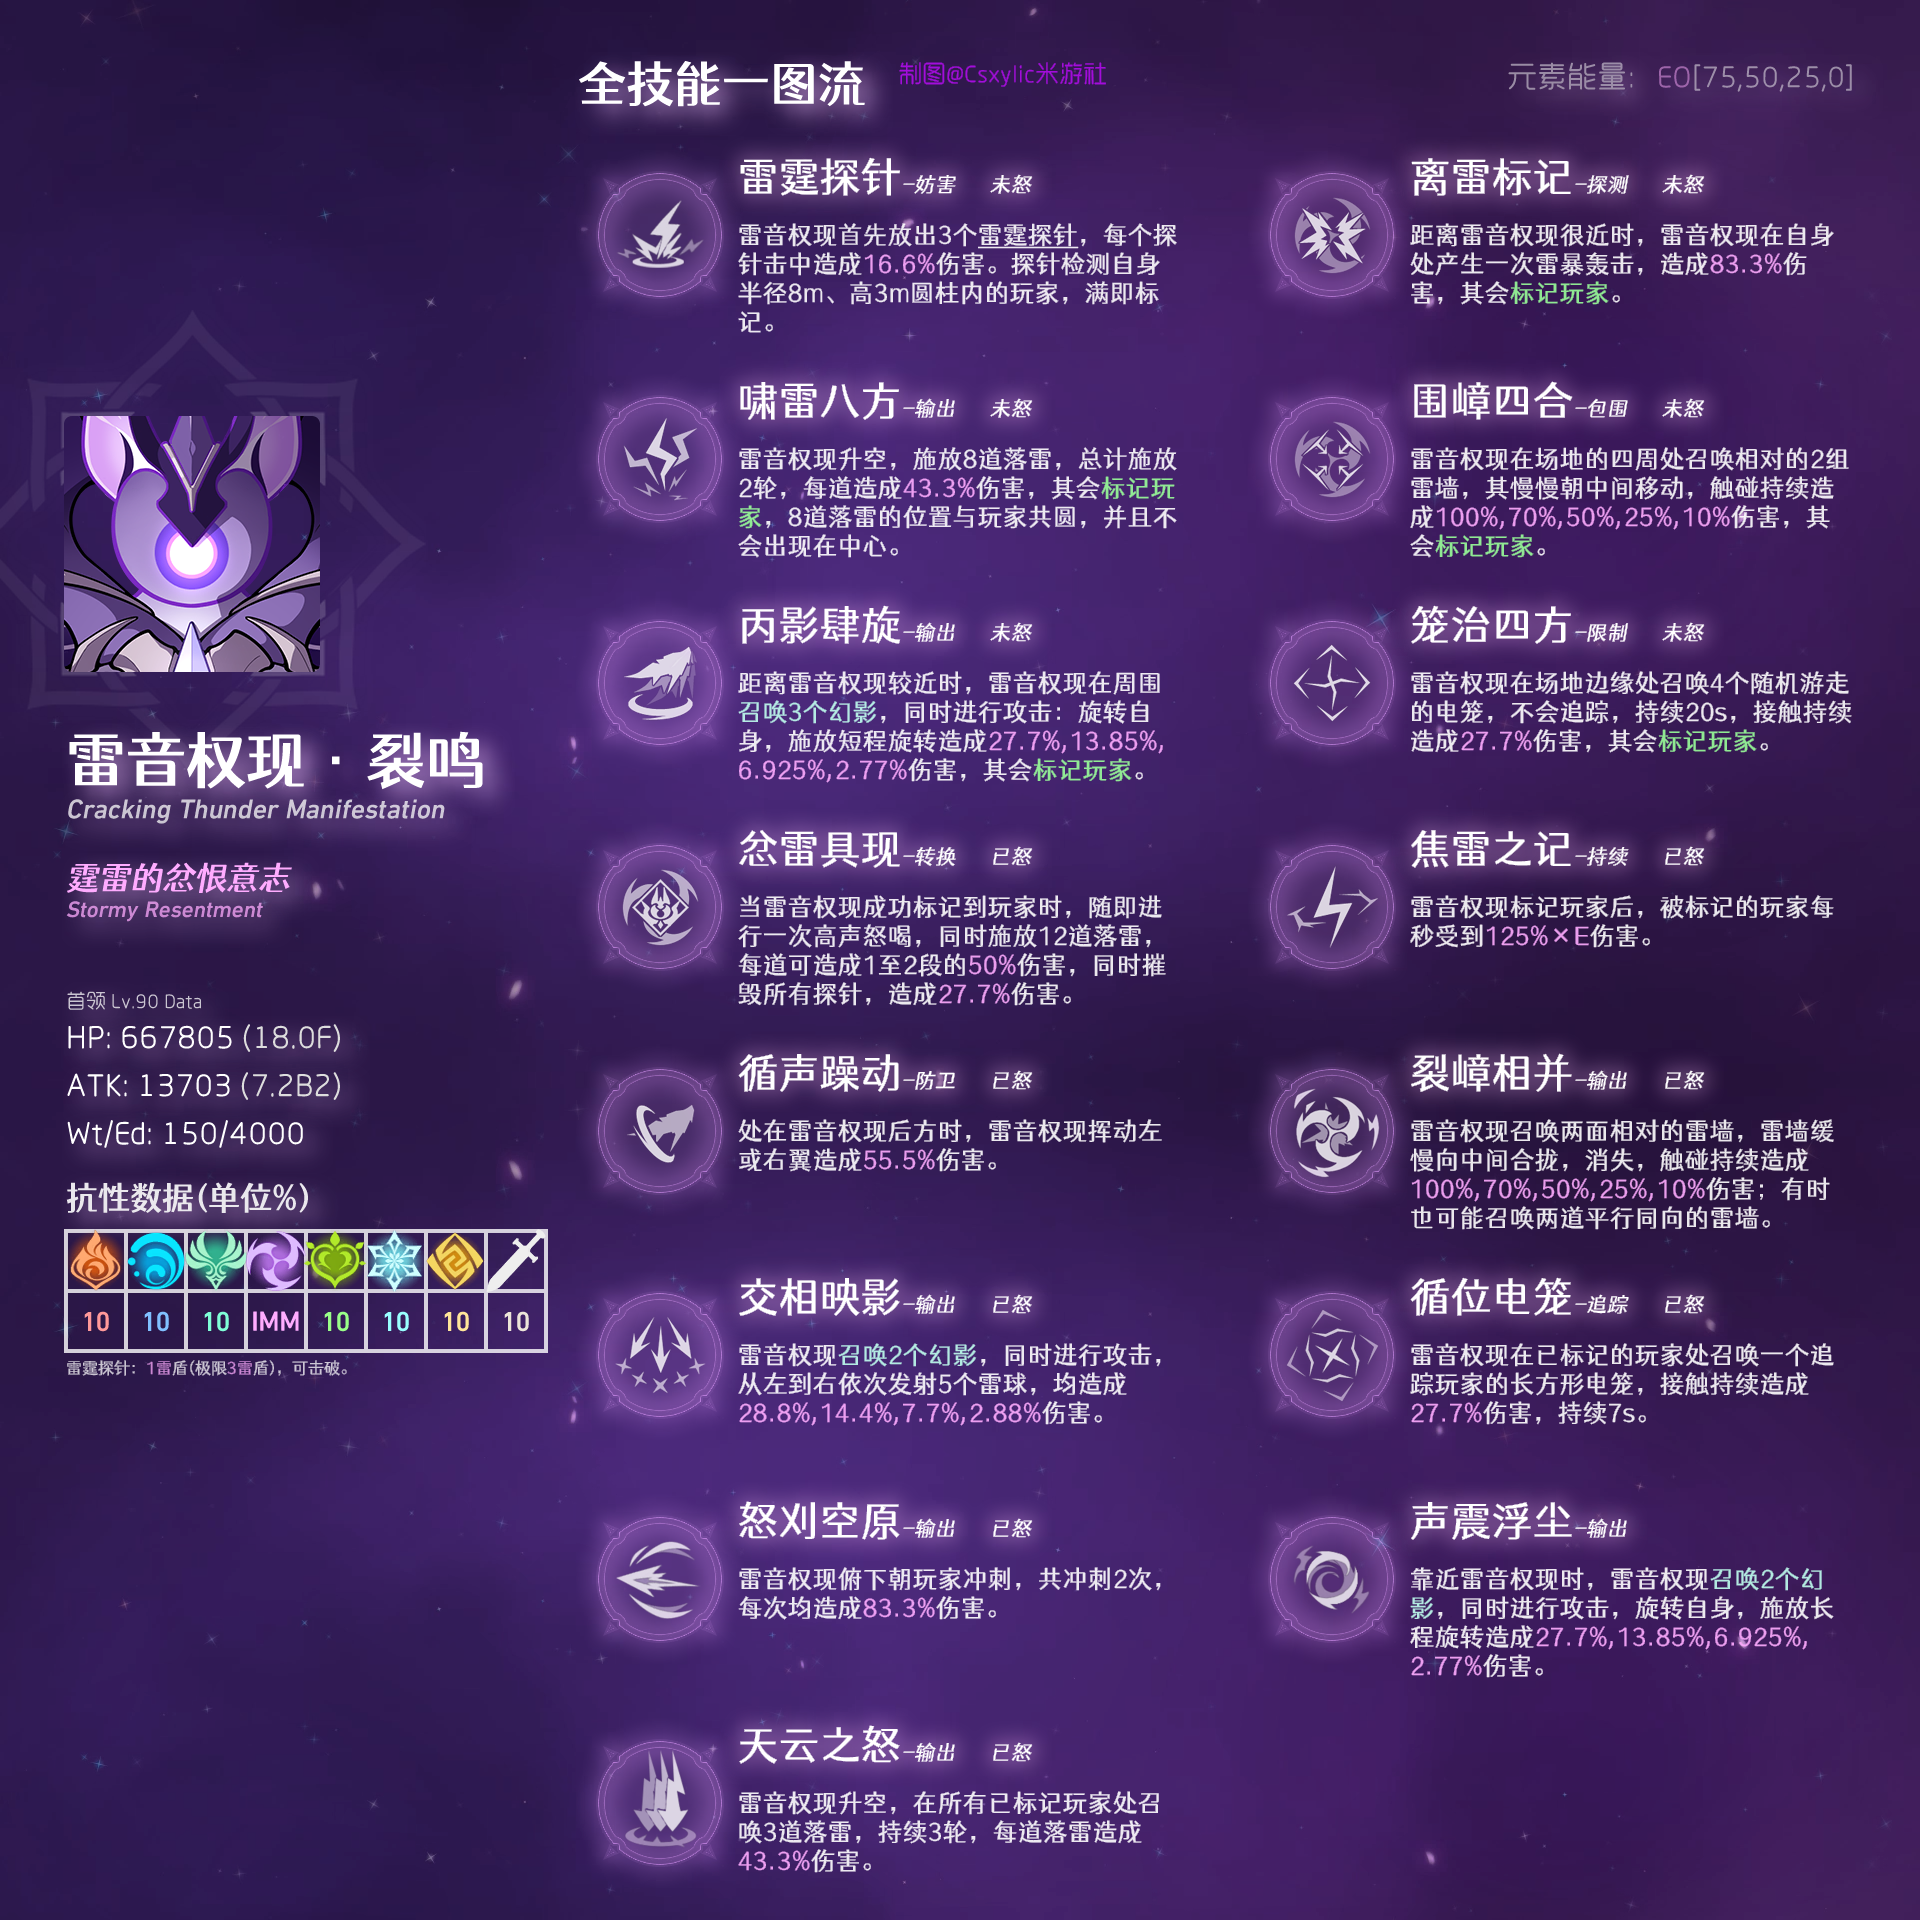 全技能一图流
制图@Csxylic米游社
元素能量: E0[75,50,25,0]
雷音权现 · 裂鸣
Cracking Thunder Manifestation
霆雷的忿恨意志
Stormy Resentment
首领 Lv.90 Data
HP: 667805 (18.0F)
ATK: 13703 (7.2B2)
Wt/Ed: 150/4000
抗性数据(单位%)
10 10 10 IMM 10 10 10 10
雷霆探针：1雷盾(极限3雷盾)，可击破。
雷霆探针-妨害 未怒
雷音权现首先放出3个雷霆探针，每个探
针击中造成16.6%伤害。探针检测自身
半径8m、高3m圆柱内的玩家，满即标
记。
离雷标记-探测 未怒
距离雷音权现很近时，雷音权现在自身
处产生一次雷暴轰击，造成83.3%伤
害，其会标记玩家。
啸雷八方-输出 未怒
雷音权现升空，施放8道落雷，总计施放
2轮，每道造成43.3%伤害，其会标记玩
家，8道落雷的位置与玩家共圆，并且不
会出现在中心。
围嶂四合-包围 未怒
雷音权现在场地的四周处召唤相对的2组
雷墙，其慢慢朝中间移动，触碰持续造
成100%,70%,50%,25%,10%伤害，其
会标记玩家。
丙影肆旋-输出 未怒
距离雷音权现较近时，雷音权现在周围
召唤3个幻影，同时进行攻击：旋转自
身，施放短程旋转造成27.7%,13.85%,
6.925%,2.77%伤害，其会标记玩家。
笼治四方-限制 未怒
雷音权现在场地边缘处召唤4个随机游走
的电笼，不会追踪，持续20s，接触持续
造成27.7%伤害，其会标记玩家。
忿雷具现-转换 已怒
当雷音权现成功标记到玩家时，随即进
行一次高声怒喝，同时施放12道落雷，
每道可造成1至2段的50%伤害，同时摧
毁所有探针，造成27.7%伤害。
焦雷之记-持续 已怒
雷音权现标记玩家后，被标记的玩家每
秒受到125%×E伤害。
循声躁动-防卫 已怒
处在雷音权现后方时，雷音权现挥动左
或右翼造成55.5%伤害。
裂嶂相并-输出 已怒
雷音权现召唤两面相对的雷墙，雷墙缓
慢向中间合拢，消失，触碰持续造成
100%,70%,50%,25%,10%伤害；有时
也可能召唤两道平行同向的雷墙。
交相映影-输出 已怒
雷音权现召唤2个幻影，同时进行攻击，
从左到右依次发射5个雷球，均造成
28.8%,14.4%,7.7%,2.88%伤害。
循位电笼-追踪 已怒
雷音权现在已标记的玩家处召唤一个追
踪玩家的长方形电笼，接触持续造成
27.7%伤害，持续7s。
怒刈空原-输出 已怒
雷音权现俯下朝玩家冲刺，共冲刺2次，
每次均造成83.3%伤害。
声震浮尘-输出
靠近雷音权现时，雷音权现召唤2个幻
影，同时进行攻击，旋转自身，施放长
程旋转造成27.7%,13.85%,6.925%,
2.77%伤害。
天云之怒-输出 已怒
雷音权现升空，在所有已标记玩家处召
唤3道落雷，持续3轮，每道落雷造成
43.3%伤害。